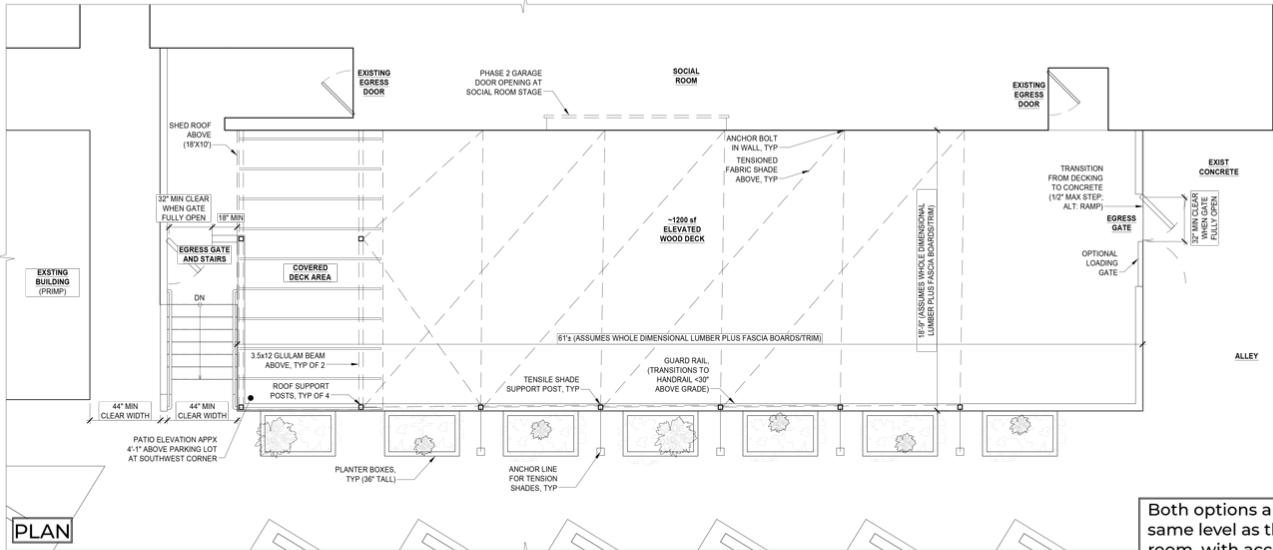 EXISTING
EGRESS
DOOR
PHASE 2 GARAGE
DOOR OPENING AT
SOCIAL ROOM STAGE
SOCIAL
ROOM
EXISTING
EGRESS
DOOR
SHED ROOF
ABOVE
(18'X10')
ANCHOR BOLT
IN WALL, TYP
TENSIONED
FABRIC SHADE
ABOVE, TYP
TRANSITION
FROM DECKING
TO CONCRETE
(1/2" MAX STEP;
ALT: RAMP)
EXIST
CONCRETE
32" MIN CLEAR
WHEN GATE
FULLY OPEN
18" MIN
EGRESS GATE
AND STAIRS
~1200 sf
ELEVATED
WOOD DECK
18'-9" (ASSUMES WHOLE DIMENSIONAL
LUMBER PLUS FASCIA BOARDS/TRIM)
EGRESS
GATE
32" MIN CLEAR
WHEN GATE
FULLY OPEN
OPTIONAL
LOADING
GATE
EXSTING
BUILDING
(PRIMP)
COVERED
DECK AREA
DN
61'± (ASSUMES WHOLE DIMENSIONAL LUMBER PLUS FASCIA BOARDS/TRIM)
ALLEY
3.5x12 GLULAM BEAM
ABOVE, TYP OF 2
ROOF SUPPORT
POSTS, TYP OF 4
TENSILE SHADE
SUPPORT POST, TYP
GUARD RAIL,
(TRANSITIONS TO
HANDRAIL <30"
ABOVE GRADE)
44" MIN
CLEAR WIDTH
44" MIN
CLEAR WIDTH
PATIO ELEVATION APPX
4'-1" ABOVE PARKING LOT
AT SOUTHWEST CORNER
PLANTER BOXES,
TYP (36" TALL)
ANCHOR LINE
FOR TENSION
SHADES, TYP
PLAN
Both options a
same level as th
room, with acc